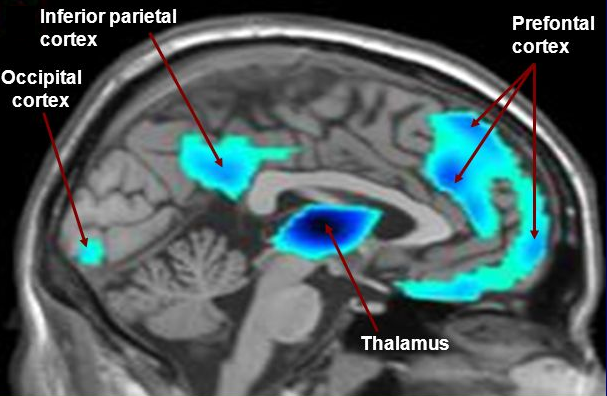 Inferior parietal
cortex
Prefontal
cortex
Occipital
cortex
Thalamus